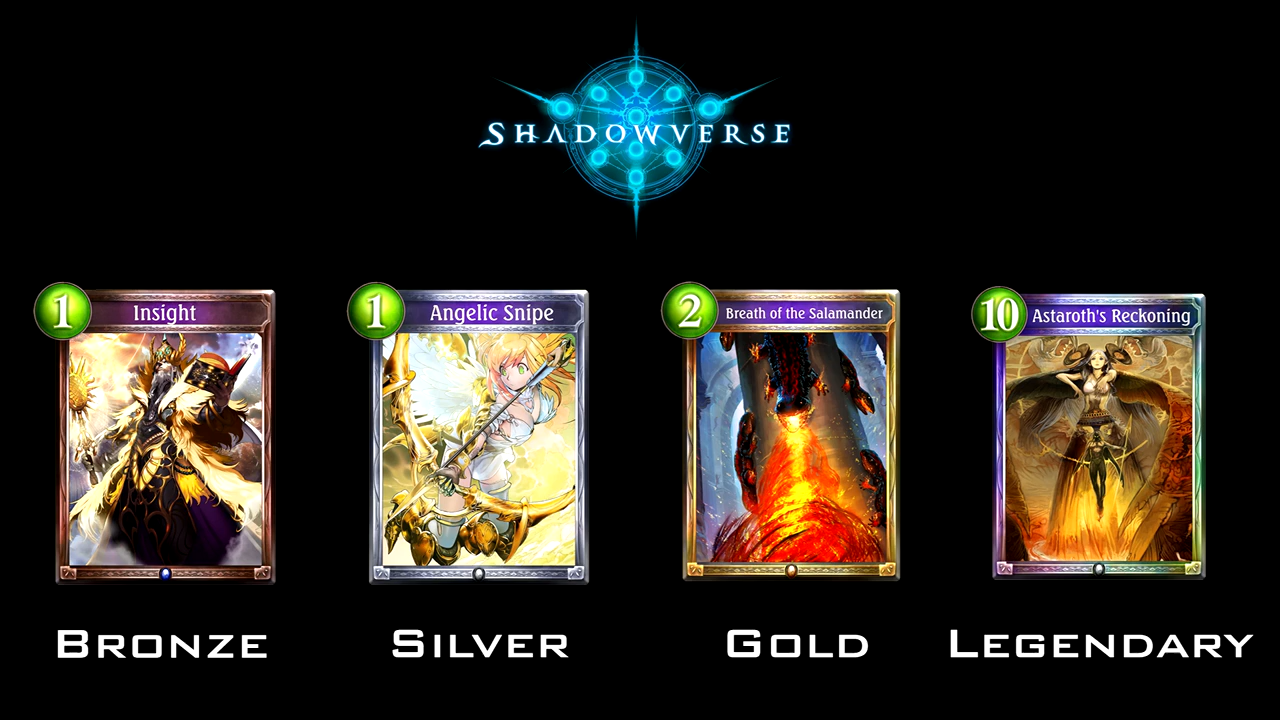 SHADOWVERSE
1 Insight
1 Angelic Snipe
2 Breath of the Salamander
10 Astaroth's Reckoning
BRONZE
SILVER
GOLD
LEGENDARY